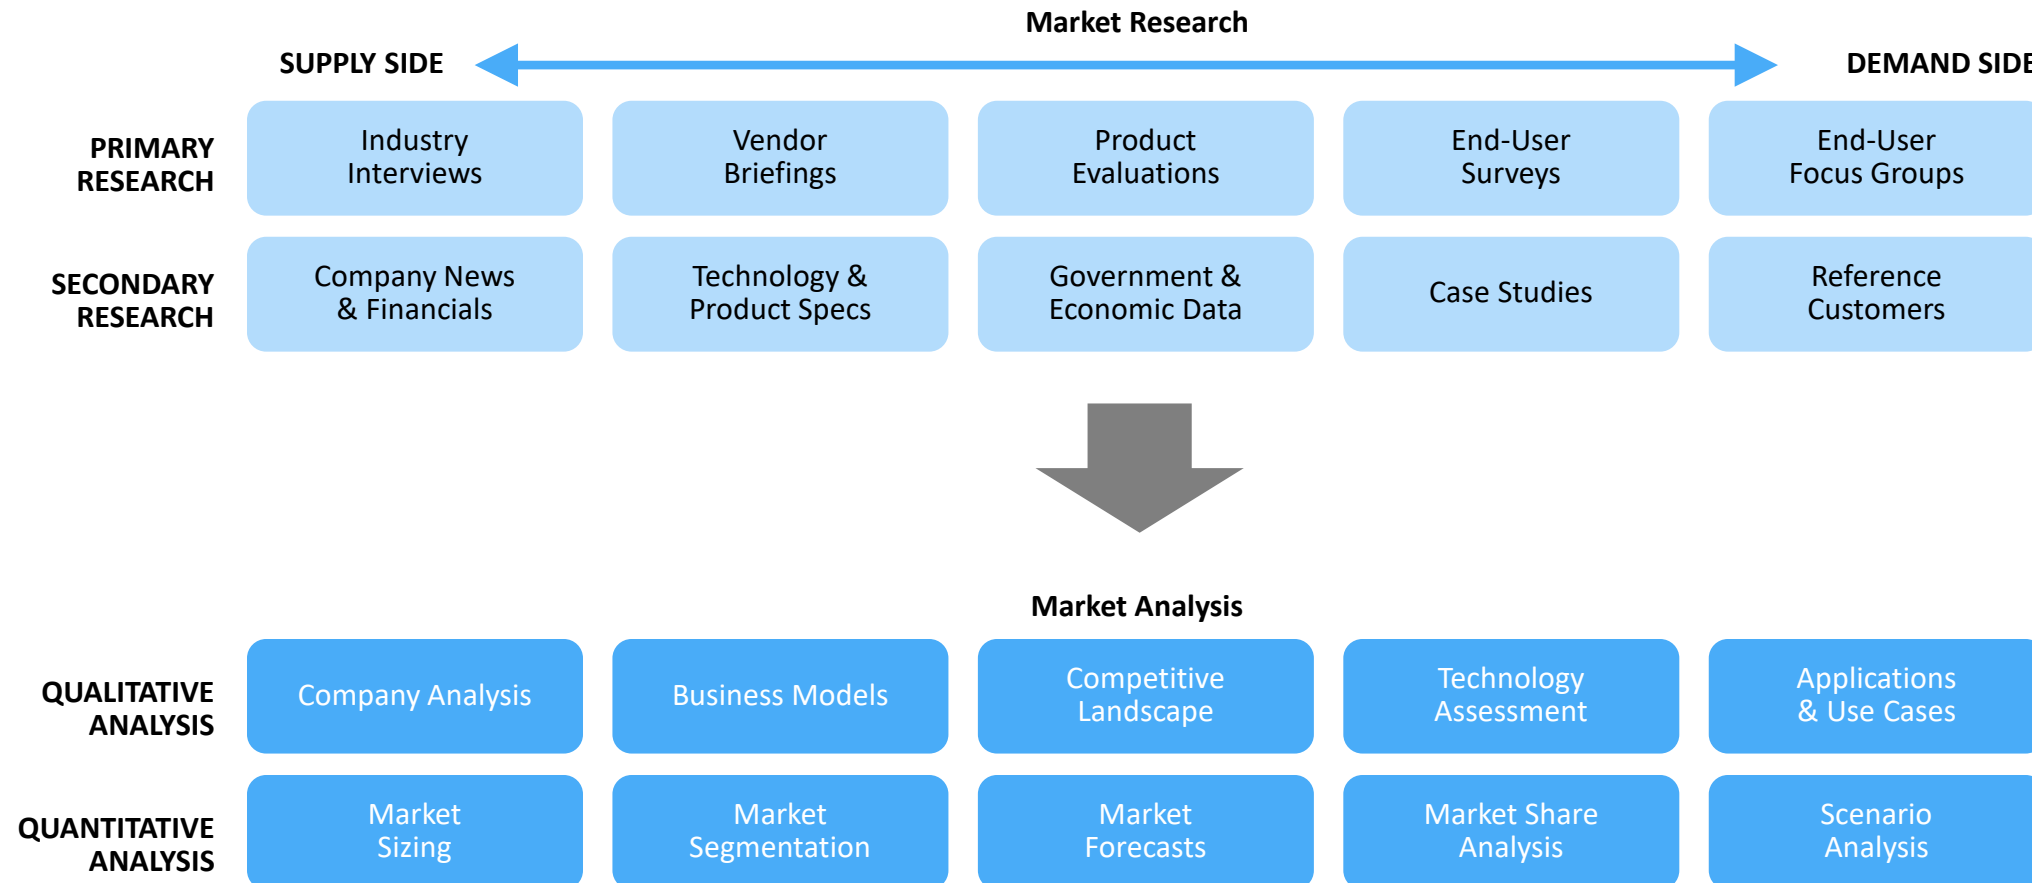 Market Research
SUPPLY SIDE
DEMAND SIDE
PRIMARY
RESEARCH
Industry
Interviews
Vendor
Briefings
Product
Evaluations
End-User
Surveys
End-User
Focus Groups
SECONDARY
RESEARCH
Company News
& Financials
Technology &
Product Specs
Government &
Economic Data
Case Studies
Reference
Customers
Market Analysis
QUALITATIVE
ANALYSIS
Company Analysis
Business Models
Competitive
Landscape
Technology
Assessment
Applications
& Use Cases
QUANTITATIVE
ANALYSIS
Market
Sizing
Market
Segmentation
Market
Forecasts
Market Share
Analysis
Scenario
Analysis